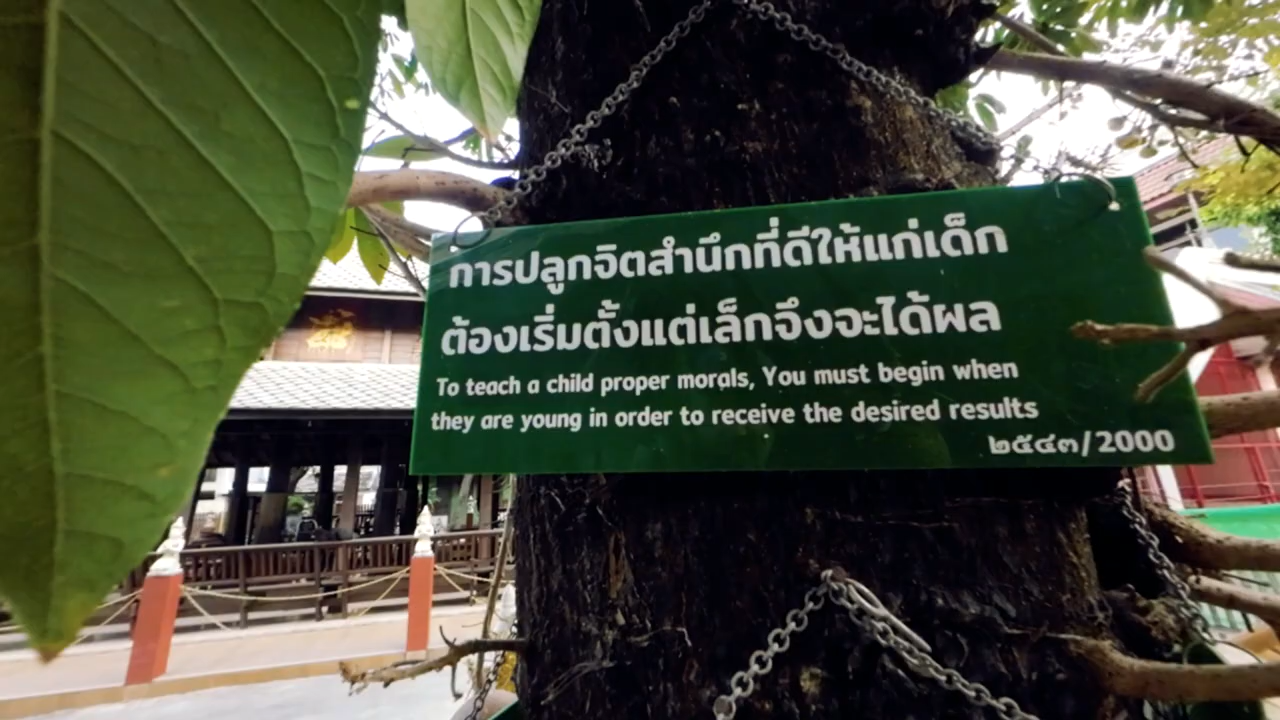 การปลูกจิตสำนึกที่ดีให้แก่เด็ก
ต้องเริ่มตั้งแต่เล็กจึงจะได้ผล
To teach a child proper morals, You must begin when
they are young in order to receive the desired results
๒๕๔๓/2000